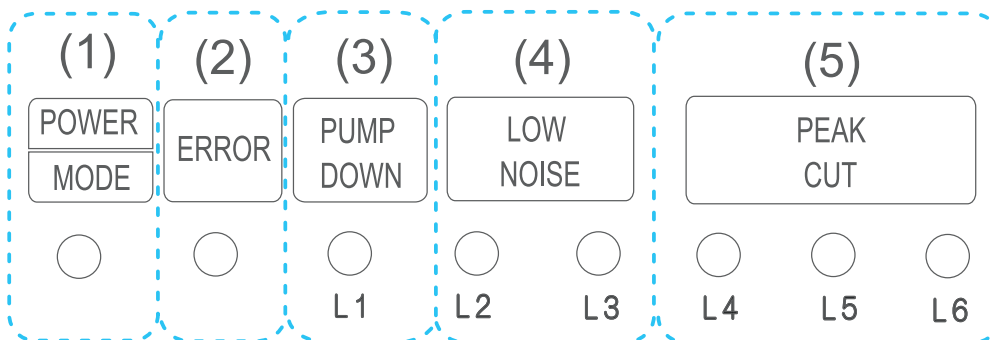 (1) (2) (3) (4) (5)
POWER
MODE
ERROR
PUMP
DOWN
LOW
NOISE
PEAK
CUT
L1 L2 L3 L4 L5 L6